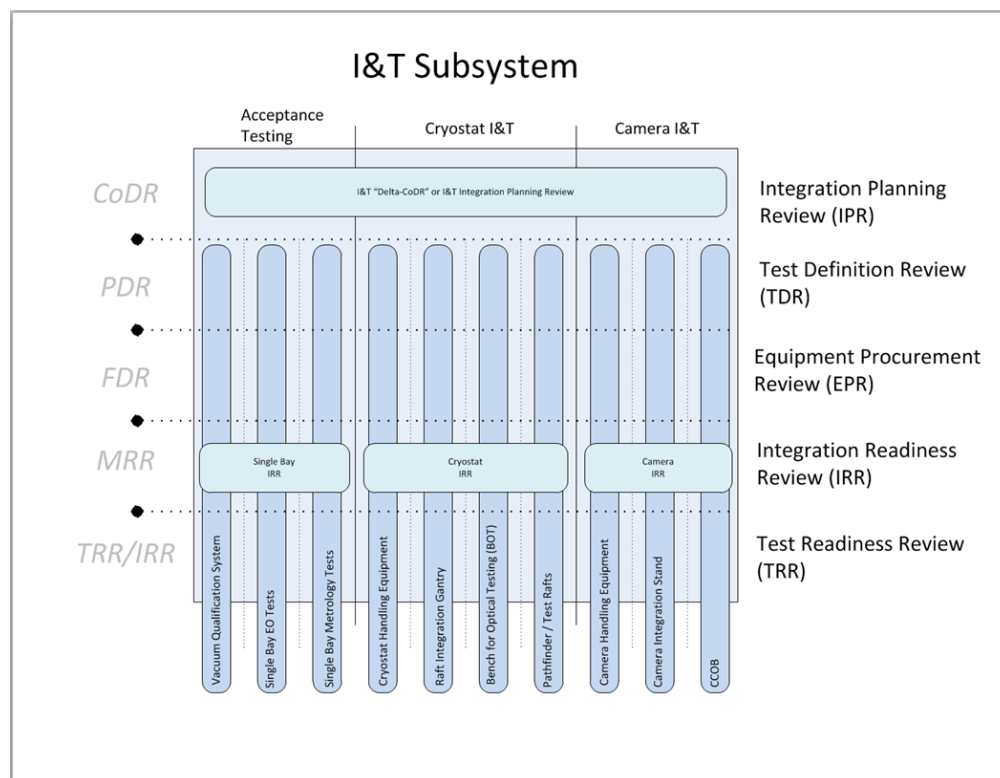 I&T Subsystem
Acceptance
Testing
Cryostat I&T
Camera I&T
CoDR
I&T "Delta-CoDR" or I&T Integration Planning Review
Integration Planning
Review (IPR)
PDR
Test Definition Review
(TDR)
FDR
Equipment Procurement
Review (EPR)
MRR
Single Bay
IRR
Cryostat
IRR
Camera
IRR
Integration Readiness
Review (IRR)
TRR/IRR
Test Readiness Review
(TRR)
Vacuum Qualification System
Single Bay EO Tests
Single Bay Metrology Tests
Cryostat Handling Equipment
Raft Integration Gantry
Bench for Optical Testing (BOT)
Pathfinder / Test Rafts
Camera Handling Equipment
Camera Integration Stand
CCOB